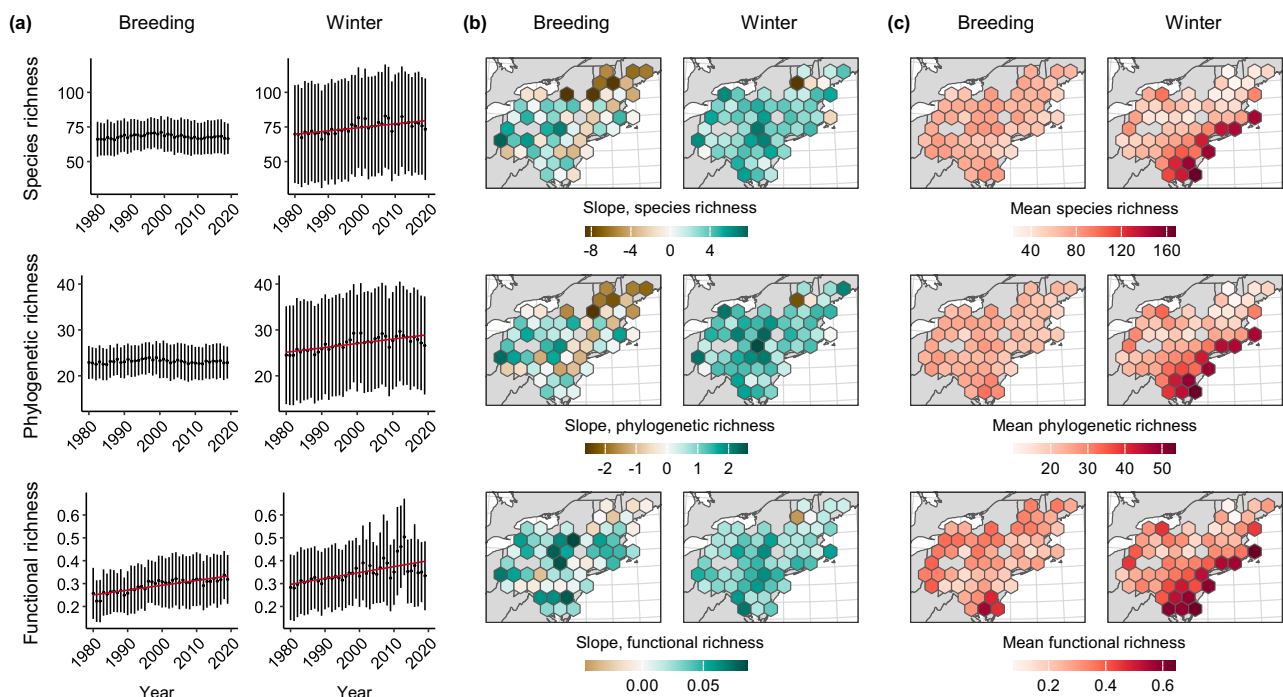 (a) Breeding Winter (b) Breeding Winter (c) Breeding Winter
Species richness
100
75
50
1980 1990 2000 2010 2020
100
75
50
1980 1990 2000 2010 2020
Slope, species richness
-8 -4 0 4
Mean species richness
40 80 120 160
Phylogenetic richness
40
30
20
1980 1990 2000 2010 2020
40
30
20
1980 1990 2000 2010 2020
Slope, phylogenetic richness
-2 -1 0 1 2
Mean phylogenetic richness
20 30 40 50
Functional richness
0.6
0.5
0.4
0.3
0.2
1980 1990 2000 2010 2020
Year
0.6
0.5
0.4
0.3
0.2
1980 1990 2000 2010 2020
Year
Slope, functional richness
0.00 0.05
Mean functional richness
0.2 0.4 0.6